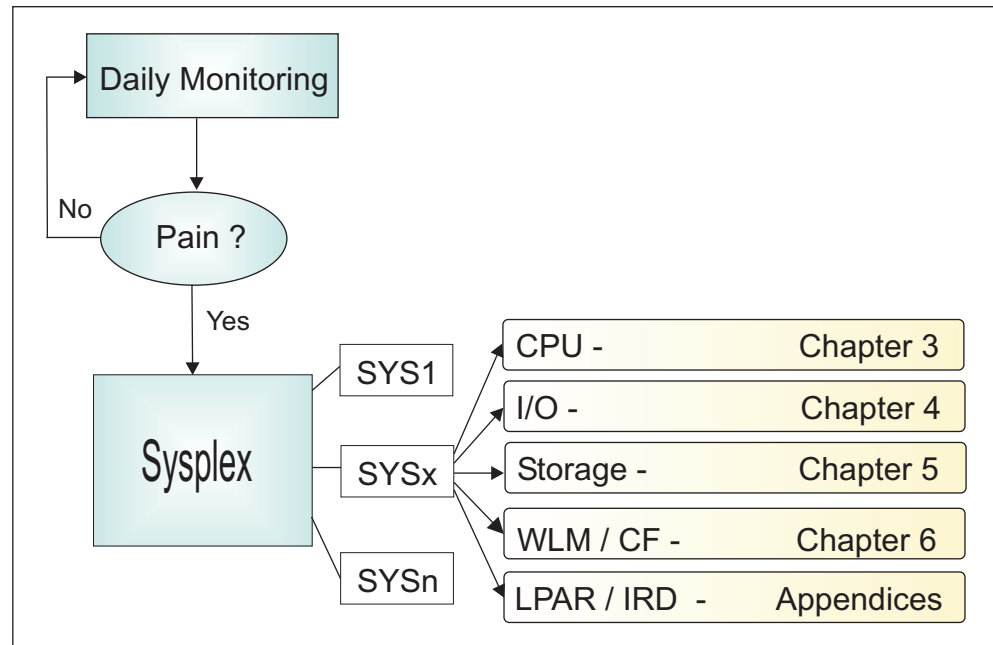 Daily Monitoring
No
Pain ?
Yes
Sysplex
SYS1
SYSx
SYSn
CPU - Chapter 3
I/O - Chapter 4
Storage - Chapter 5
WLM / CF - Chapter 6
LPAR / IRD - Appendices